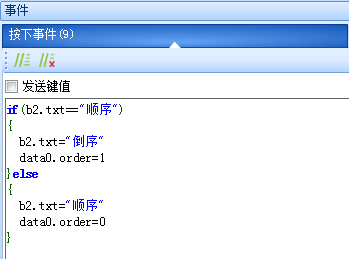 事件
按下事件(9)
发送键值
if(b2.txt=="顺序")
{
  b2.txt="倒序"
  data0.order=1
}else
{
  b2.txt="顺序"
  data0.order=0
}